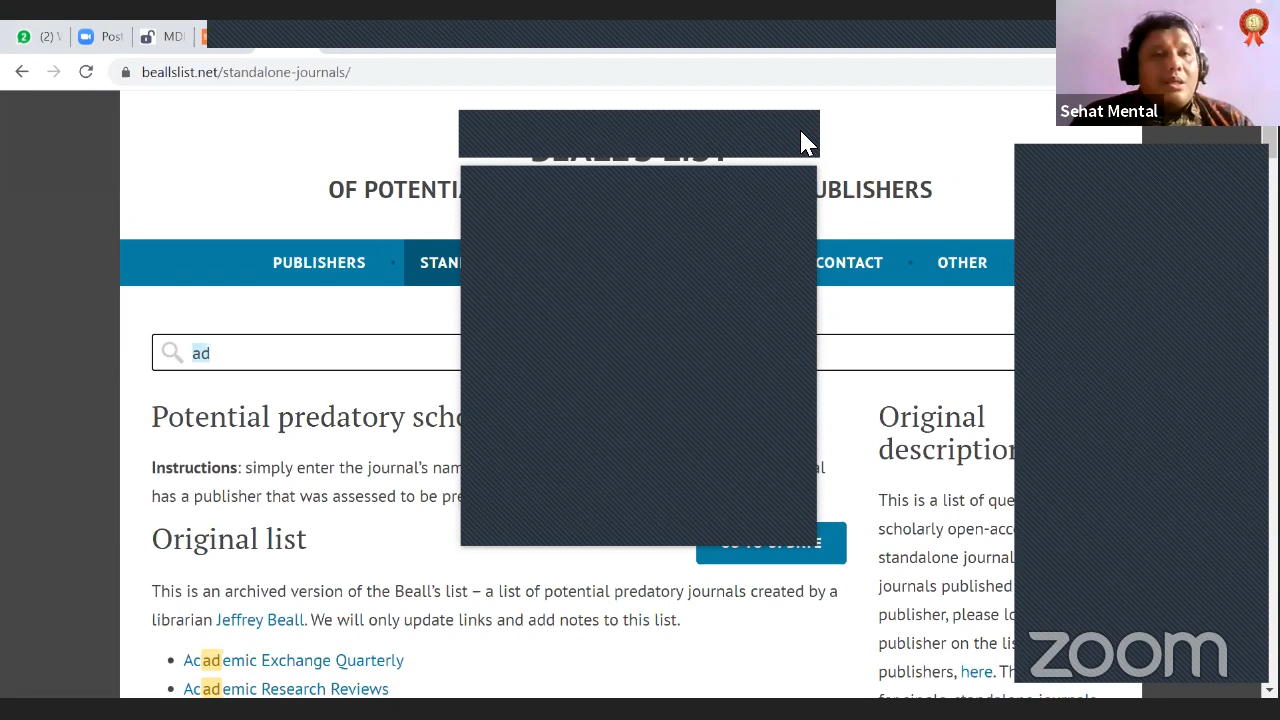 (2) \
Post
MDI
beallslist.net/standalone-journals/
Sehat Mental
OF POTENTI
UBLISHERS
PUBLISHERS
STAN
CONTACT
OTHER
ad
Potential predatory scho
Original
description
Instructions: simply enter the journal's nam
al
has a publisher that was assessed to be pre
This is a list of que
scholarly open-acce
Original list
standalone journal
journals published
This is an archived version of the Beall's list – a list of potential predatory journals created by a
publisher, please lo
librarian Jeffrey Beall. We will only update links and add notes to this list.
publisher on the lis
publishers, here. Th
Academic Exchange Quarterly
Academic Research Reviews
zoom